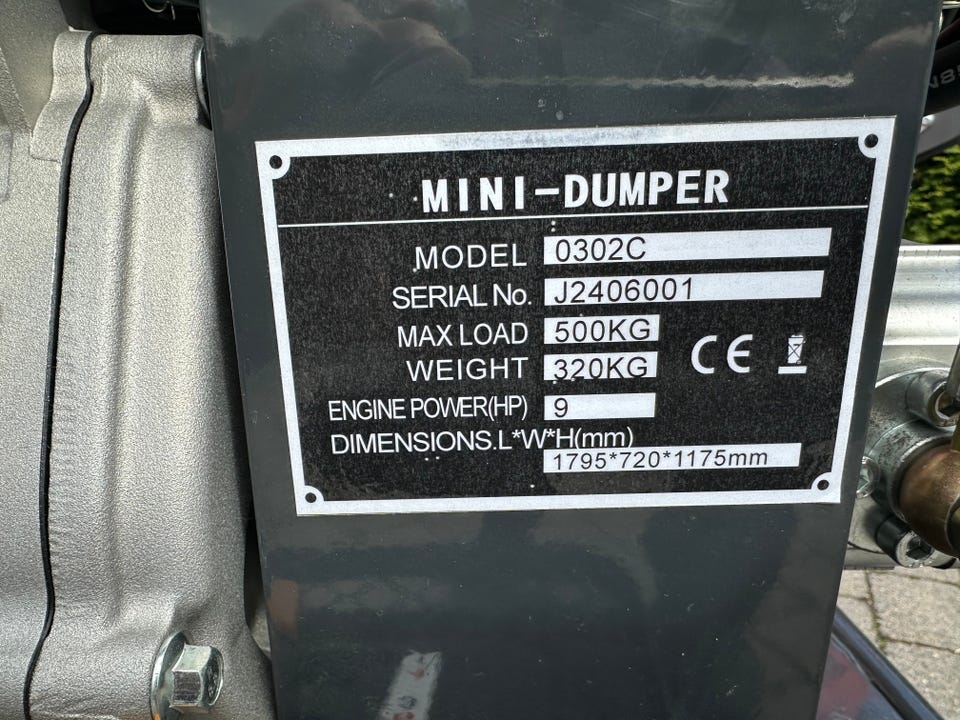 MINI-DUMPER
MODEL 0302C
SERIAL No. J2406001
MAX LOAD 500KG
WEIGHT 320KG
CE
ENGINE POWER(HP) 9
DIMENSIONS.L*W*H(mm)
1795*720*1175mm